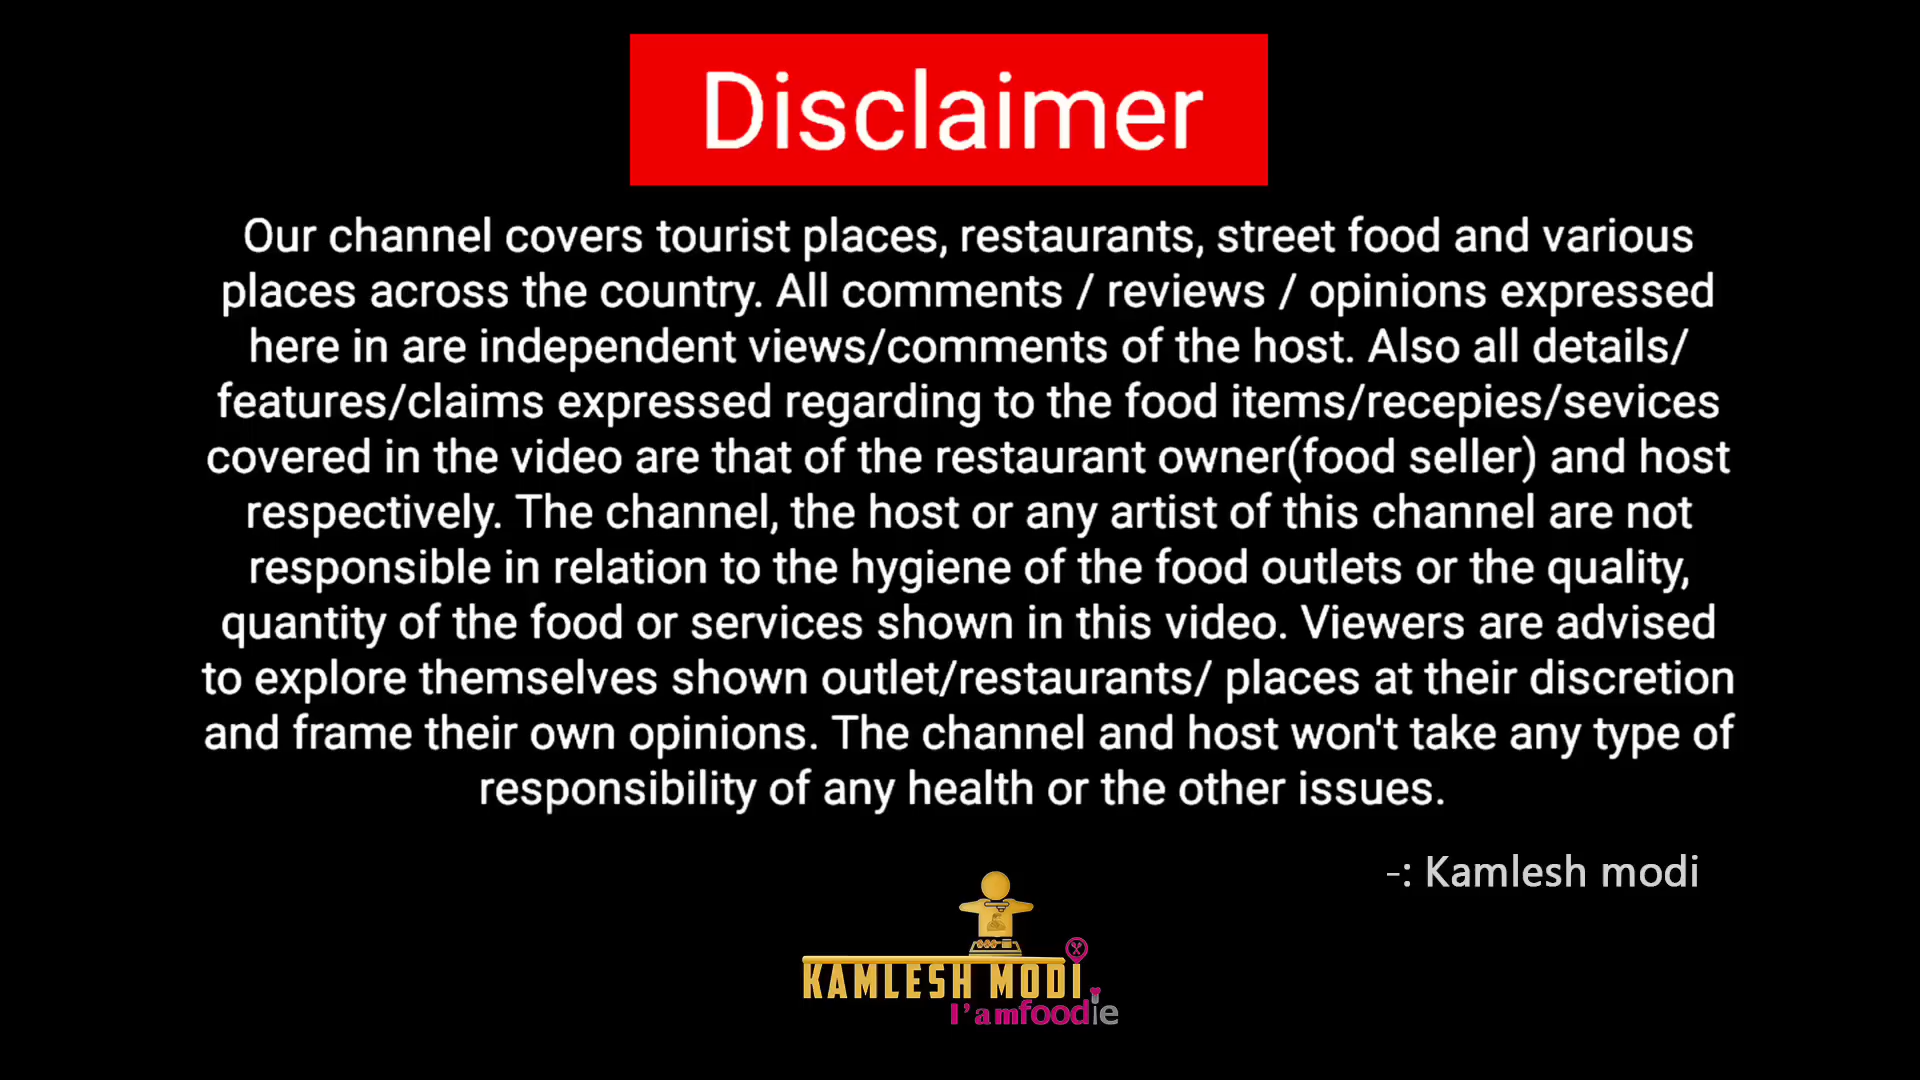 Disclaimer
Our channel covers tourist places, restaurants, street food and various
places across the country. All comments / reviews / opinions expressed
here in are independent views/comments of the host. Also all details/
features/claims expressed regarding to the food items/recepies/sevices
covered in the video are that of the restaurant owner(food seller) and host
respectively. The channel, the host or any artist of this channel are not
responsible in relation to the hygiene of the food outlets or the quality,
quantity of the food or services shown in this video. Viewers are advised
to explore themselves shown outlet/restaurants/ places at their discretion
and frame their own opinions. The channel and host won't take any type of
responsibility of any health or the other issues.
-: Kamlesh modi
KAMLESH MODI
I'amfoodie